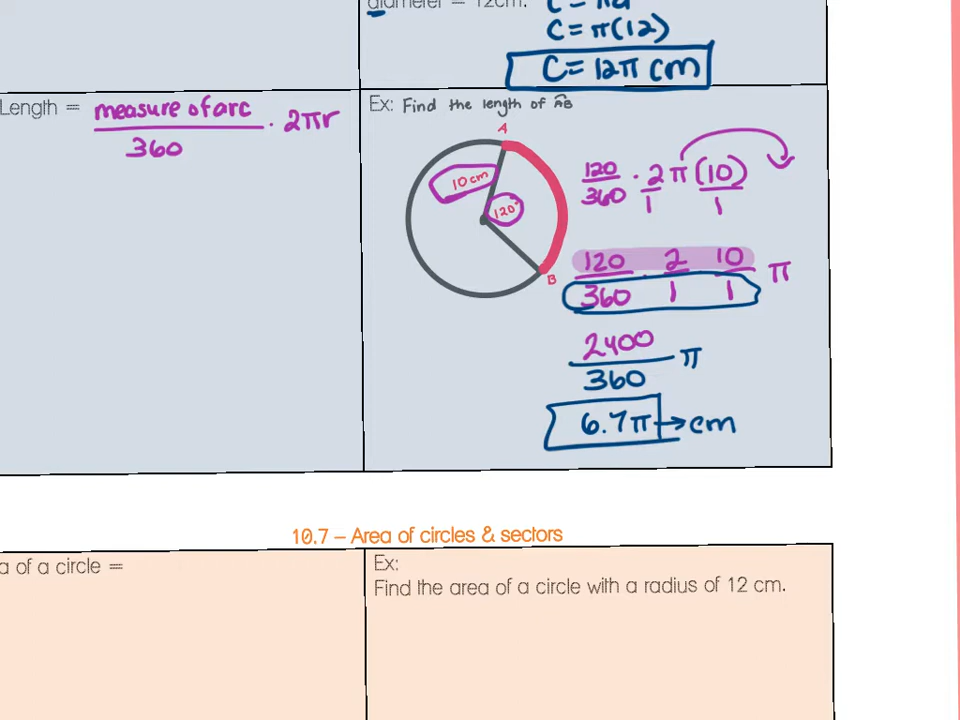 diameter = 12cm.
C = πd
C = π(12)
C = 12π cm
Length = measure of arc / 360 · 2πr
Ex: Find the length of AB
A
10 cm
120°
B
120/360 · 2/1 π (10)/1
120/360 2/1 10/1 π
2400/360 π
6.7π → cm
10.7 – Area of circles & sectors
a of a circle =
Ex:
Find the area of a circle with a radius of 12 cm.